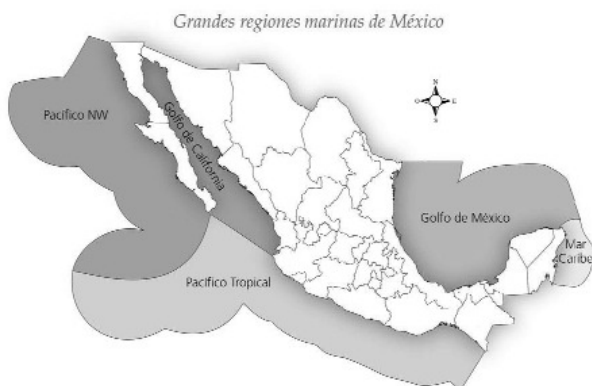 Grandes regiones marinas de México
N
O
E
S
Pacífico NW
Golfo de California
Golfo de México
Mar
Caribe
Pacífico Tropical